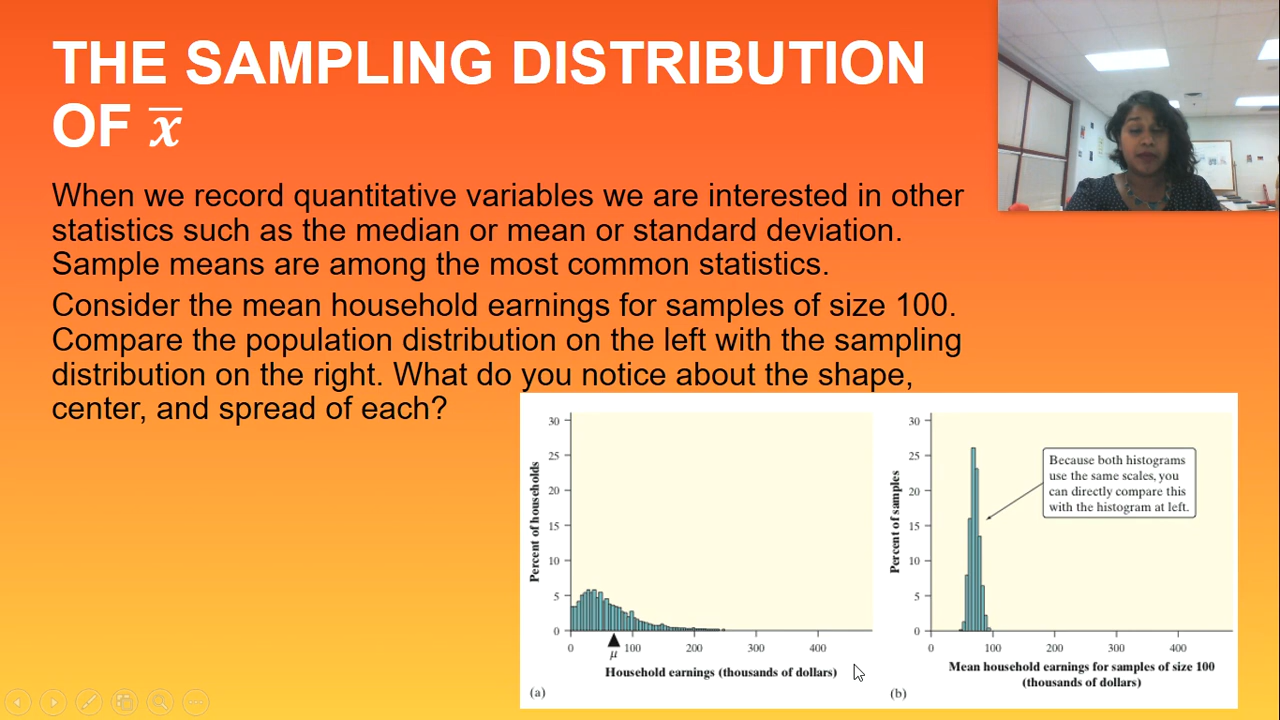 THE SAMPLING DISTRIBUTION
OF x̅
When we record quantitative variables we are interested in other
statistics such as the median or mean or standard deviation.
Sample means are among the most common statistics.
Consider the mean household earnings for samples of size 100.
Compare the population distribution on the left with the sampling
distribution on the right. What do you notice about the shape,
center, and spread of each?
30
25
20
15
10
5
0
Percent of households
0 100 200 300 400
μ
Household earnings (thousands of dollars)
(a)
30
25
20
15
10
5
0
Percent of samples
Because both histograms
use the same scales, you
can directly compare this
with the histogram at left.
0 100 200 300 400
Mean household earnings for samples of size 100
(thousands of dollars)
(b)